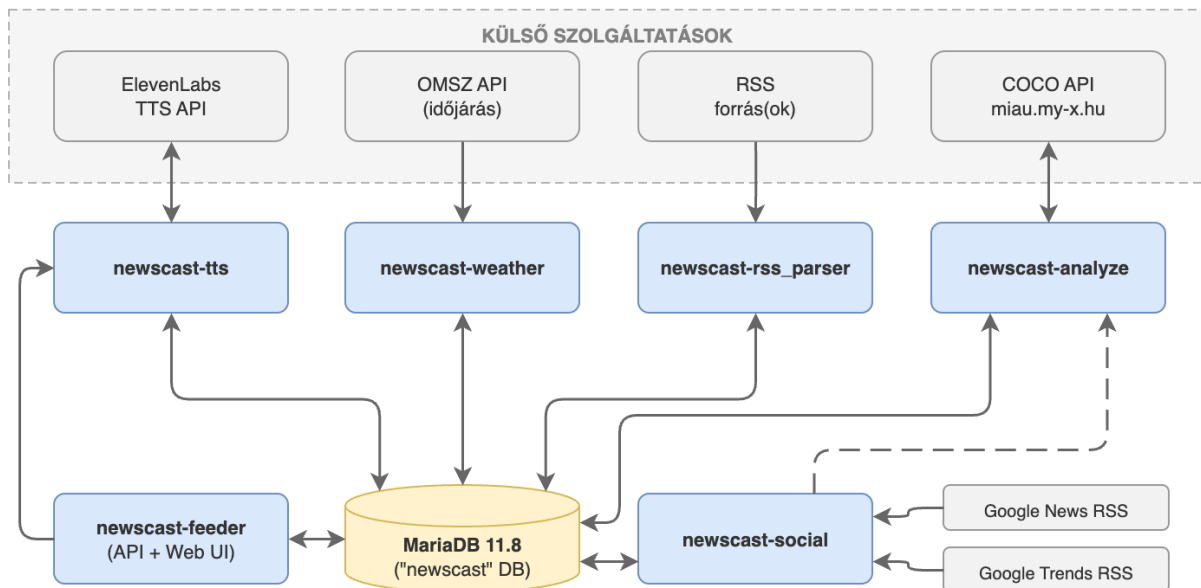 KÜLSŐ SZOLGÁLTATÁSOK
ElevenLabs
TTS API
OMSZ API
(időjárás)
RSS
forrás(ok)
COCO API
miau.my-x.hu
newscast-tts
newscast-weather
newscast-rss_parser
newscast-analyze
newscast-feeder
(API + Web UI)
MariaDB 11.8
("newscast" DB)
newscast-social
Google News RSS
Google Trends RSS